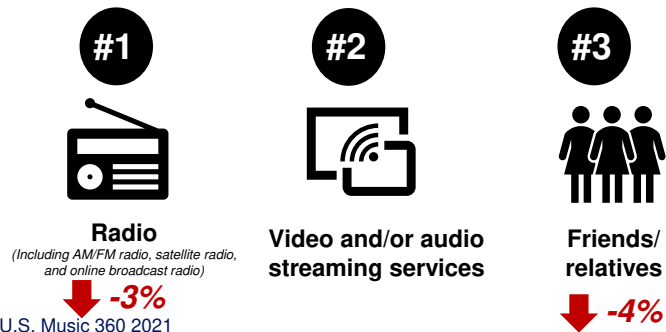 #1
#2
#3
Radio
(Including AM/FM radio, satellite radio,
and online broadcast radio)
-3%
Video and/or audio
streaming services
Friends/
relatives
-4%
U.S. Music 360 2021